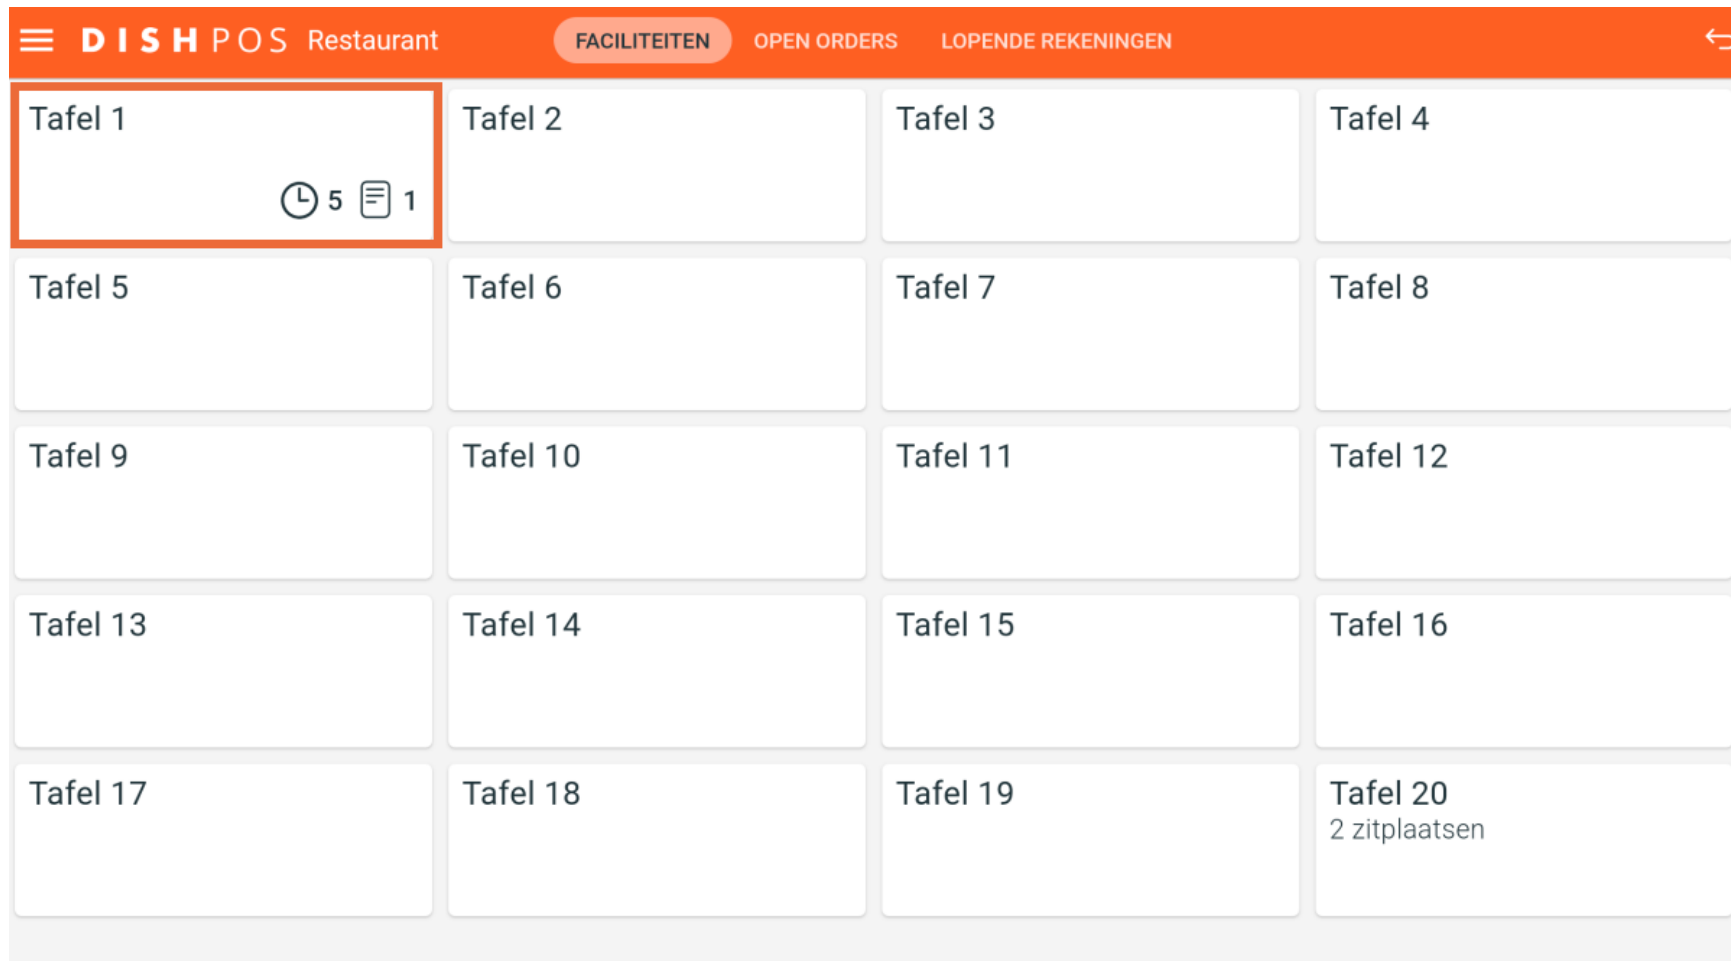 DISH POS Restaurant FACILITEITEN OPEN ORDERS LOPENDE REKENINGEN
Tafel 1
5 1
Tafel 2
Tafel 3
Tafel 4
Tafel 5
Tafel 6
Tafel 7
Tafel 8
Tafel 9
Tafel 10
Tafel 11
Tafel 12
Tafel 13
Tafel 14
Tafel 15
Tafel 16
Tafel 17
Tafel 18
Tafel 19
Tafel 20
2 zitplaatsen